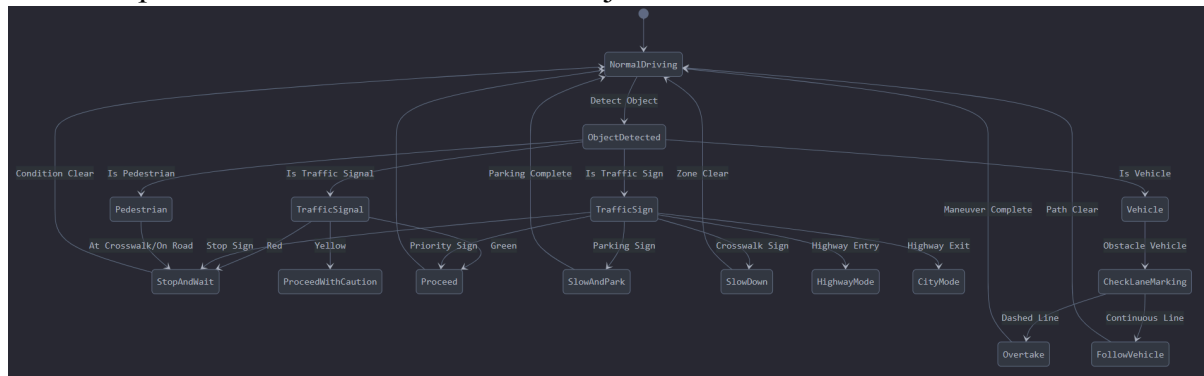 NormalDriving
Detect Object
ObjectDetected
Condition Clear
Is Pedestrian
Is Traffic Signal
Parking Complete
Is Traffic Sign
Zone Clear
Is Vehicle
Pedestrian
TrafficSignal
TrafficSign
Maneuver Complete
Path Clear
Vehicle
At Crosswalk/On Road
Stop Sign
Red
Yellow
Priority Sign
Green
Parking Sign
Crosswalk Sign
Highway Entry
Highway Exit
Obstacle Vehicle
StopAndWait
ProceedWithCaution
Proceed
SlowAndPark
SlowDown
HighwayMode
CityMode
CheckLaneMarking
Dashed Line
Continuous Line
Overtake
FollowVehicle